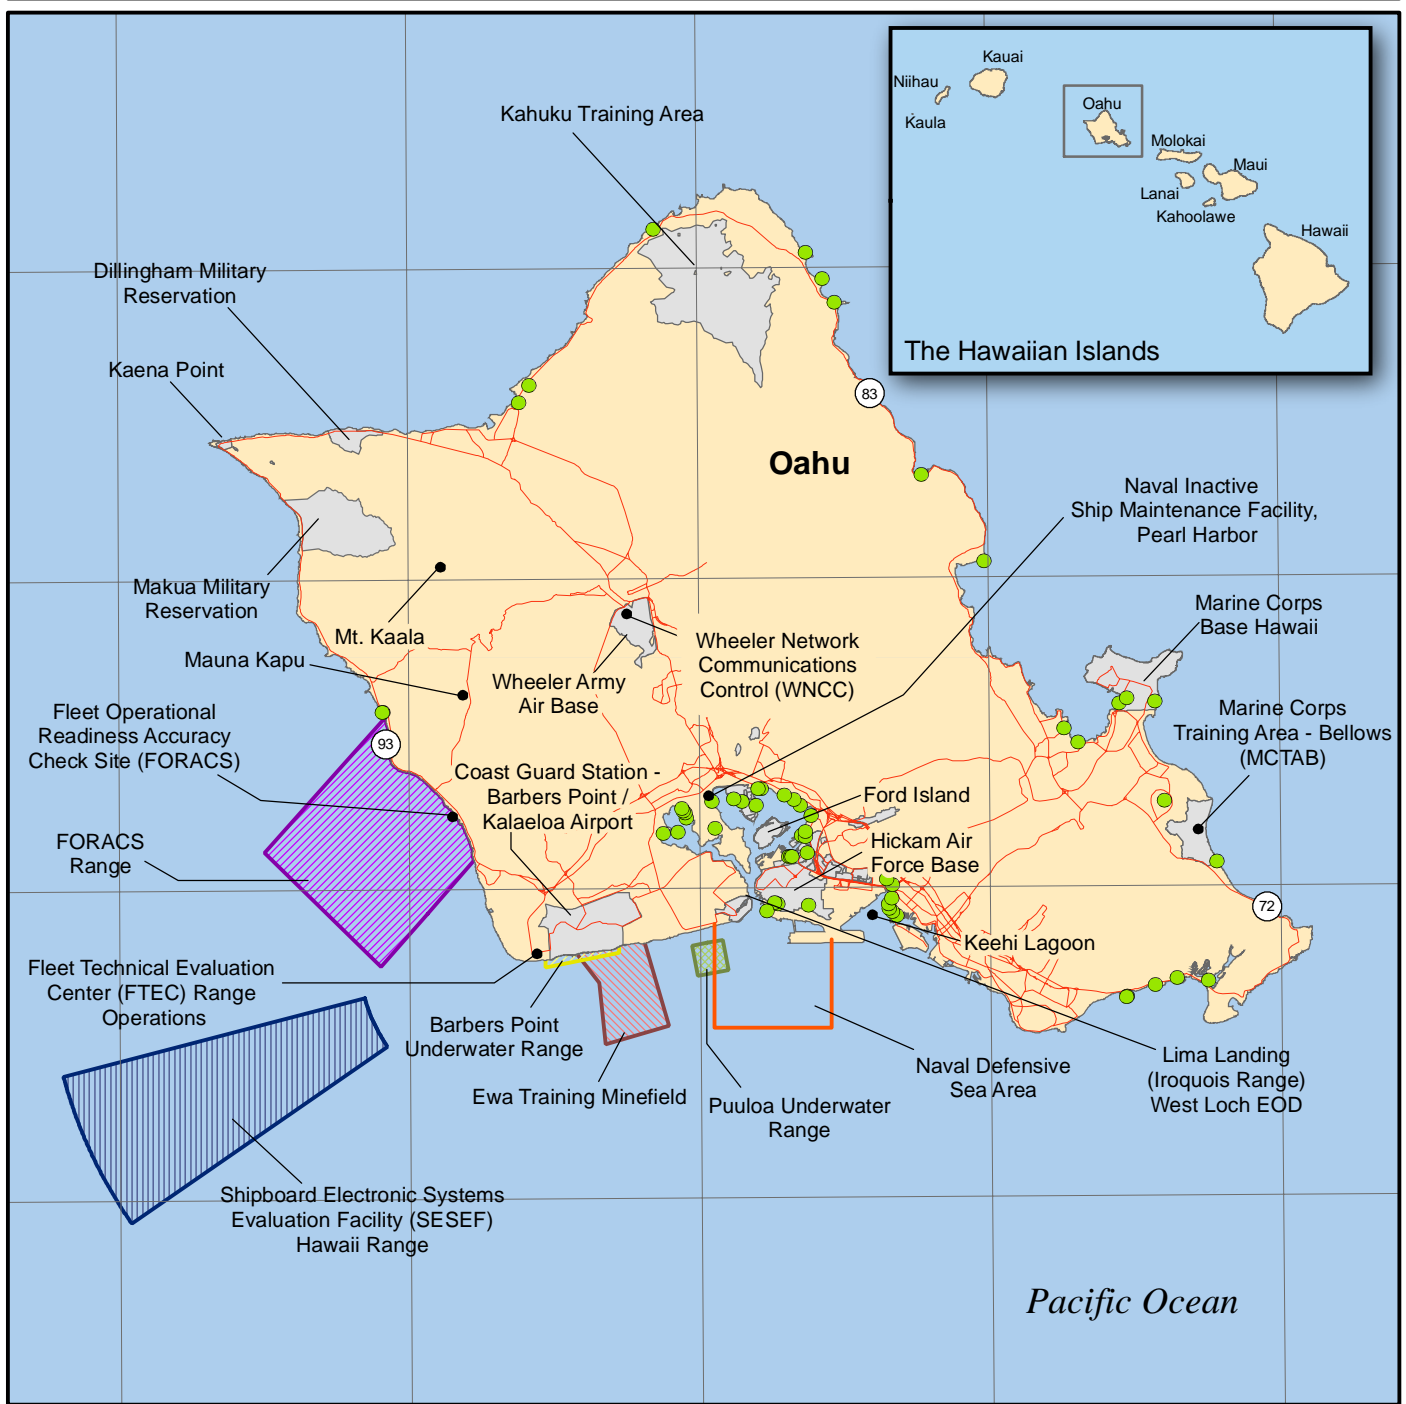 Kauai
Niihau
Kaula
Oahu
Molokai
Maui
Lanai
Kahoolawe
Hawaii
The Hawaiian Islands
Kahuku Training Area
Dillingham Military
Reservation
Kaena Point
83
Oahu
Naval Inactive
Ship Maintenance Facility,
Pearl Harbor
Makua Military
Reservation
Mt. Kaala
Mauna Kapu
Wheeler Network
Communications
Control (WNCC)
Wheeler Army
Air Base
Marine Corps
Base Hawaii
Marine Corps
Training Area - Bellows
(MCTAB)
Fleet Operational
Readiness Accuracy
Check Site (FORACS)
93
Coast Guard Station -
Barbers Point /
Kalaeloa Airport
Ford Island
Hickam Air
Force Base
FORACS
Range
72
Keehi Lagoon
Fleet Technical Evaluation
Center (FTEC) Range
Operations
Barbers Point
Underwater Range
Ewa Training Minefield
Puuloa Underwater
Range
Naval Defensive
Sea Area
Lima Landing
(Iroquois Range)
West Loch EOD
Shipboard Electronic Systems
Evaluation Facility (SESEF)
Hawaii Range
Pacific Ocean